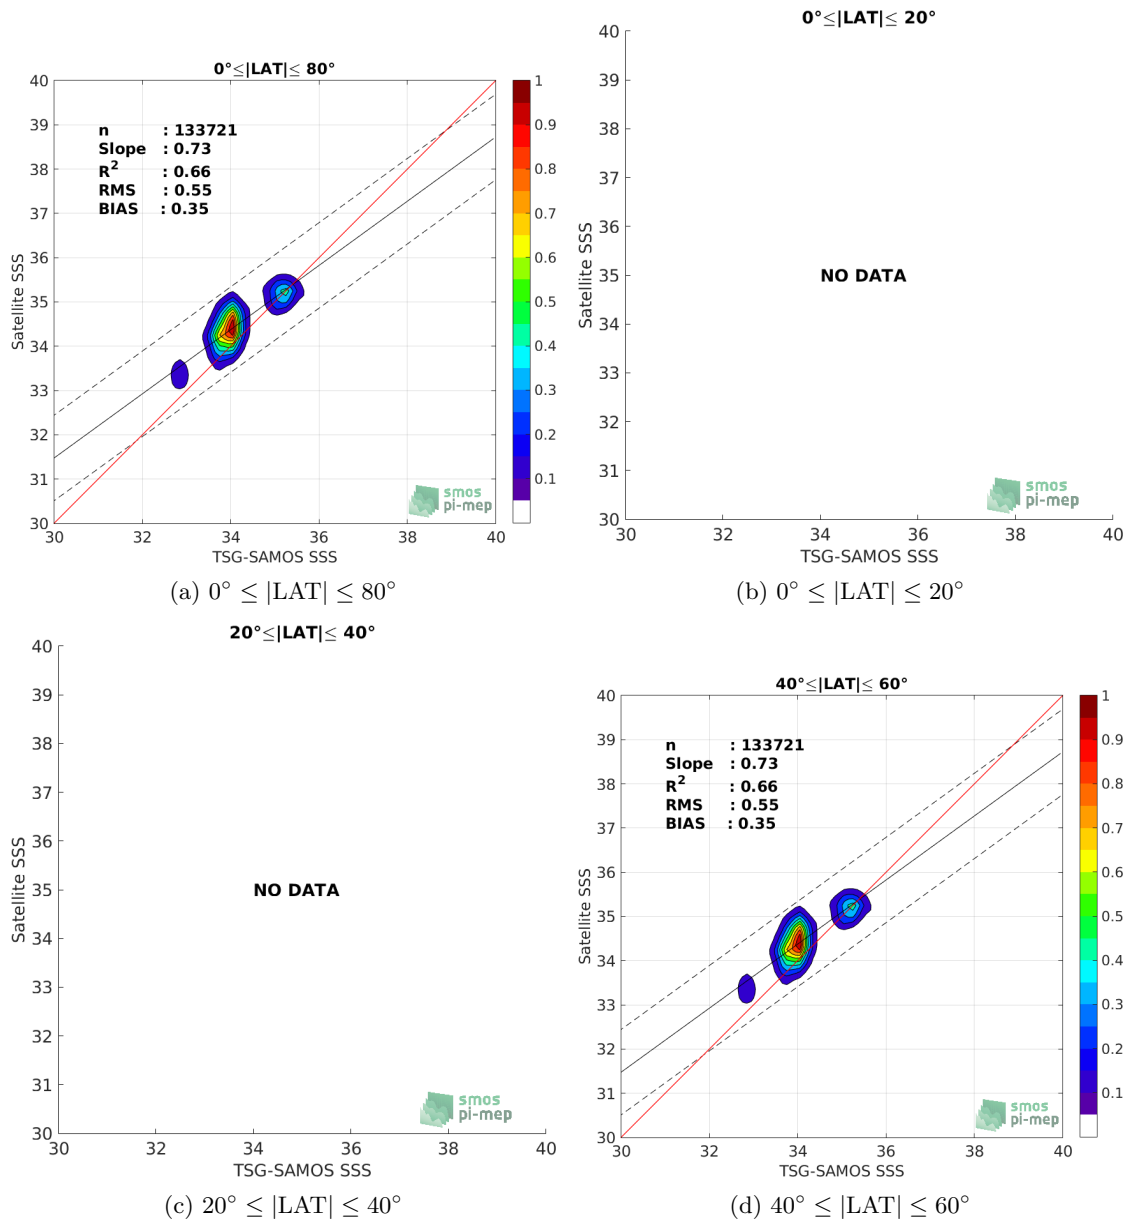 0°≤|LAT|≤ 80°
40
39
38
37
36
35
34
33
32
31
30
Satellite SSS
n : 133721
Slope : 0.73
R2 : 0.66
RMS : 0.55
BIAS : 0.35
smos
pi-mep
30 32 34 36 38 40
TSG-SAMOS SSS
1
0.9
0.8
0.7
0.6
0.5
0.4
0.3
0.2
0.1
(a) 0° ≤ |LAT| ≤ 80°
0°≤|LAT|≤ 20°
40
39
38
37
36
35
34
33
32
31
30
Satellite SSS
NO DATA
smos
pi-mep
30 32 34 36 38 40
TSG-SAMOS SSS
(b) 0° ≤ |LAT| ≤ 20°
20°≤|LAT|≤ 40°
40
39
38
37
36
35
34
33
32
31
30
Satellite SSS
NO DATA
smos
pi-mep
30 32 34 36 38 40
TSG-SAMOS SSS
(c) 20° ≤ |LAT| ≤ 40°
40°≤|LAT|≤ 60°
40
39
38
37
36
35
34
33
32
31
30
Satellite SSS
n : 133721
Slope : 0.73
R2 : 0.66
RMS : 0.55
BIAS : 0.35
smos
pi-mep
30 32 34 36 38 40
TSG-SAMOS SSS
1
0.9
0.8
0.7
0.6
0.5
0.4
0.3
0.2
0.1
(d) 40° ≤ |LAT| ≤ 60°